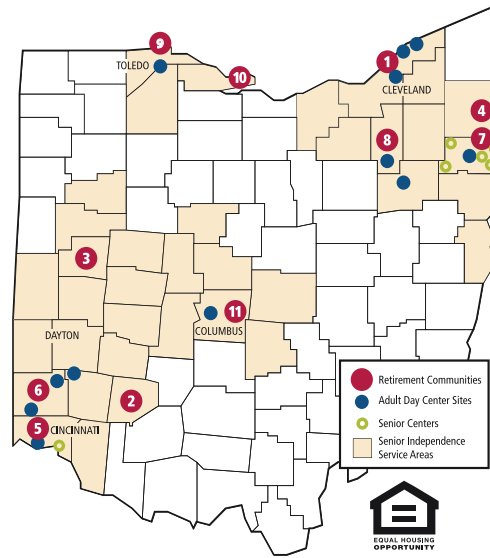 9
TOLEDO
10
1
CLEVELAND
4
8
7
3
11
COLUMBUS
DAYTON
6
2
5
CINCINNATI
Retirement Communities
Adult Day Center Sites
Senior Centers
Senior Independence
Service Areas
EQUAL HOUSING
OPPORTUNITY